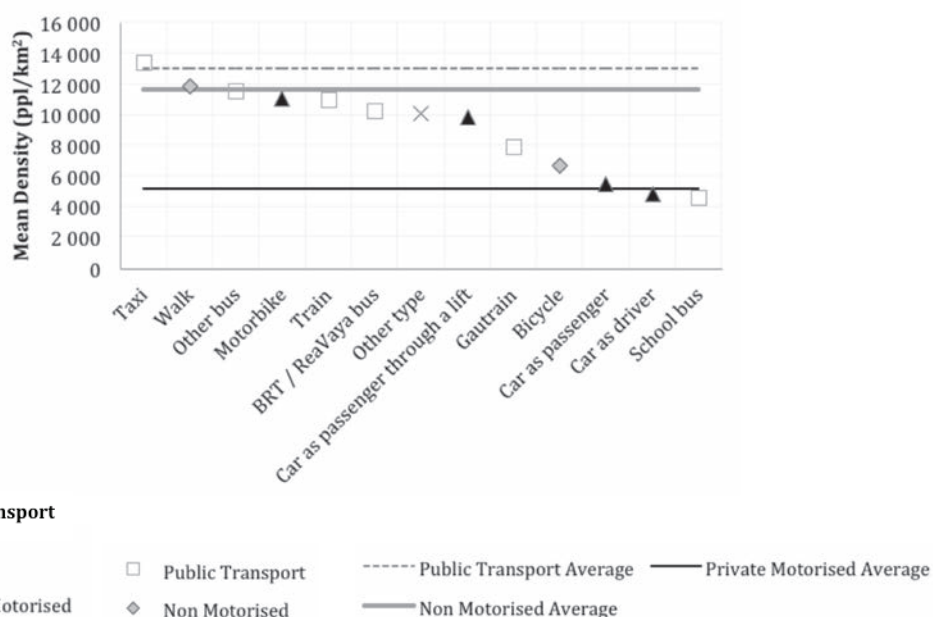 Mean Density (ppl/km²)
16 000
14 000
12 000
10 000
8 000
6 000
4 000
2 000
0
Taxi
Walk
Other bus
Motorbike
Train
BRT / ReaVaya bus
Other type
Car as passenger through a lift
Gautrain
Bicycle
Car as passenger
Car as driver
School bus
nsport
Public Transport
Public Transport Average
Private Motorised Average
otorised
Non Motorised
Non Motorised Average